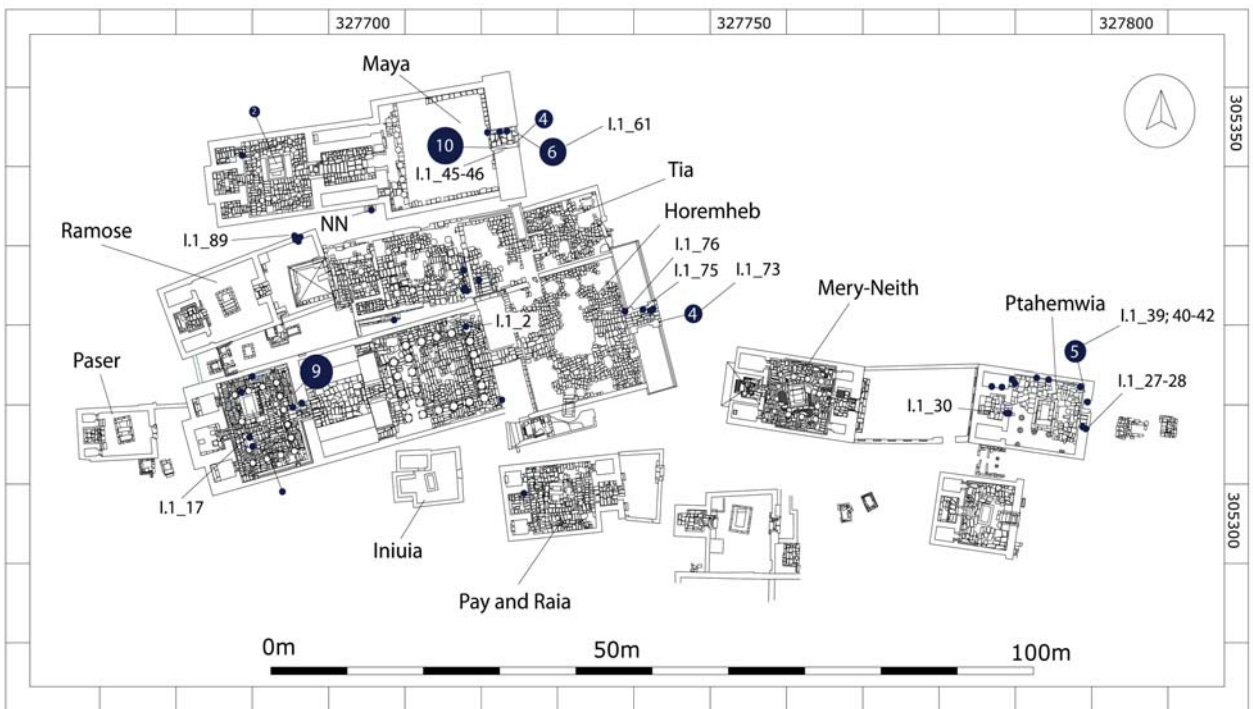 327700
327750
327800
305350
305300
Maya
2
4
I.1_61
10
6
I.1_45-46
Tia
NN
Horemheb
Ramose
I.1_89
I.1_76
I.1_75
I.1_73
4
Mery-Neith
Ptahemwia
I.1_39; 40-42
I.1_2
5
Paser
9
I.1_27-28
I.1_30
I.1_17
Iniuia
Pay and Raia
0m
50m
100m